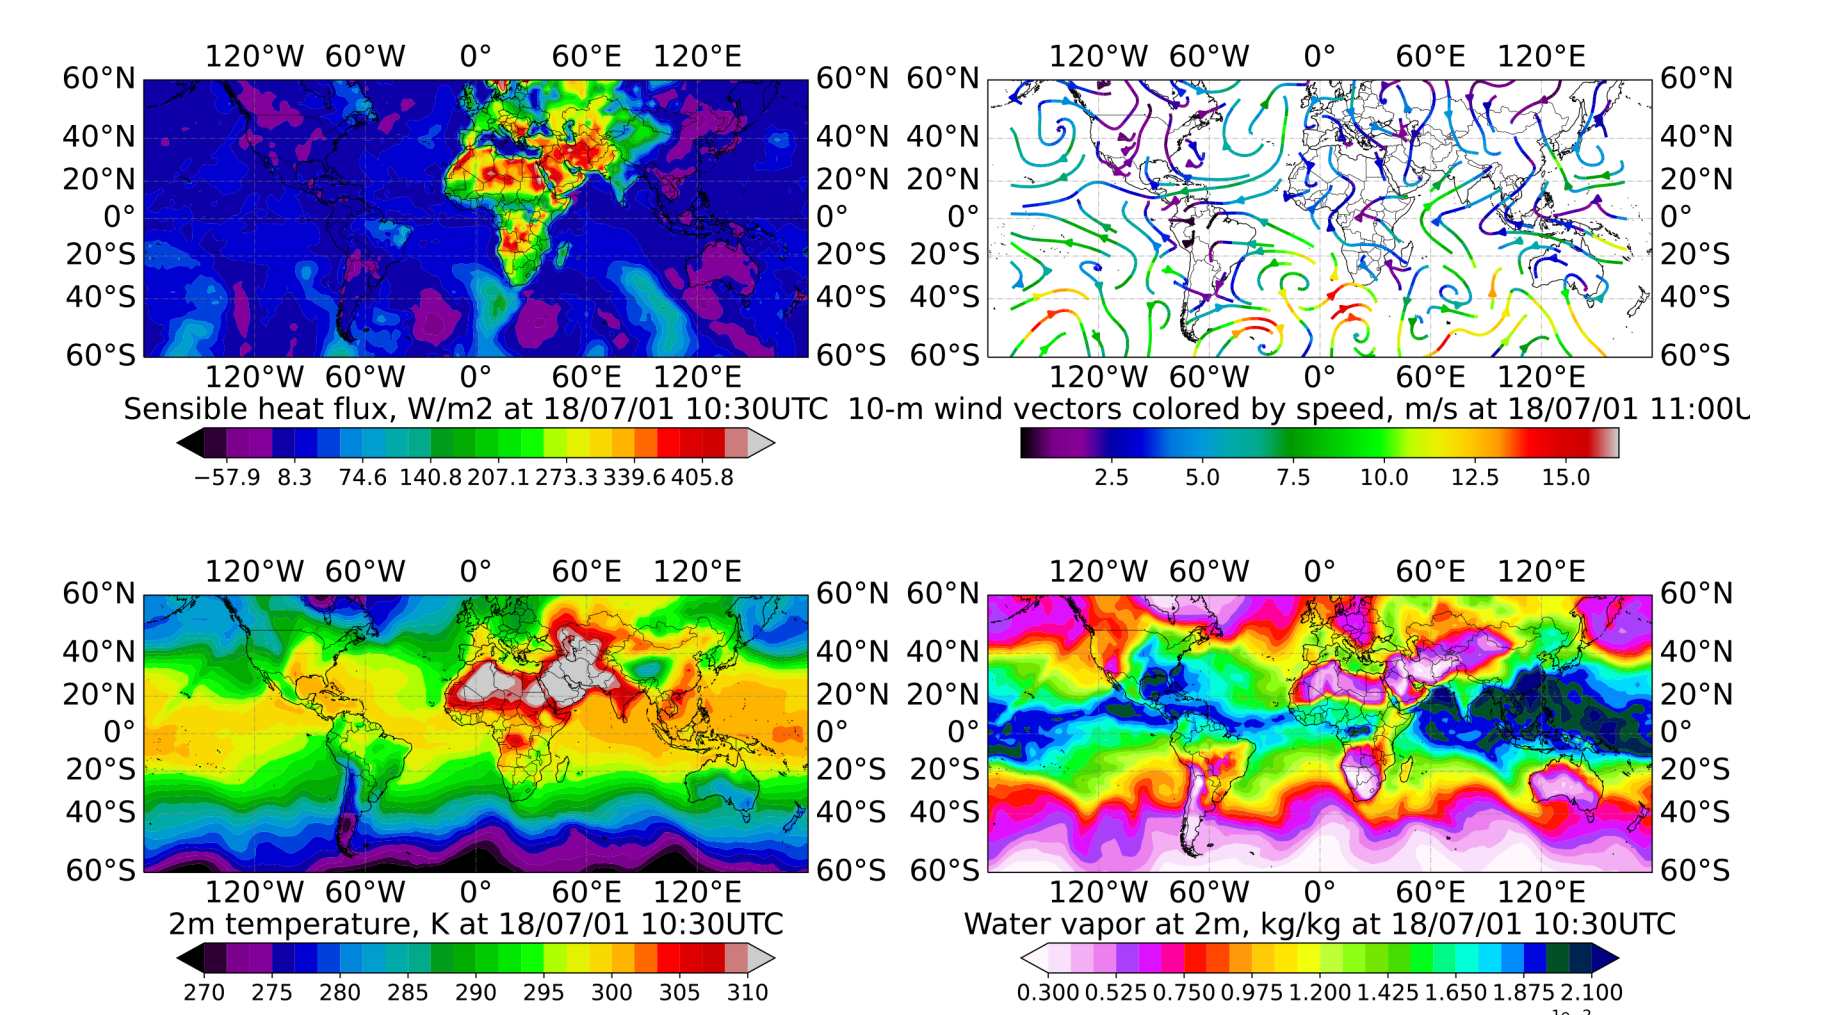 120°W 60°W 0° 60°E 120°E 120°W 60°W 0° 60°E 120°E
60°N 60°N 60°N 60°N
40°N 40°N 40°N 40°N
20°N 20°N 20°N 20°N
0° 0° 0° 0°
20°S 20°S 20°S 20°S
40°S 40°S 40°S 40°S
60°S 60°S 60°S 60°S
120°W 60°W 0° 60°E 120°E 120°W 60°W 0° 60°E 120°E
Sensible heat flux, W/m2 at 18/07/01 10:30UTC 10-m wind vectors colored by speed, m/s at 18/07/01 11:00U
−57.9 8.3 74.6 140.8 207.1 273.3 339.6 405.8 2.5 5.0 7.5 10.0 12.5 15.0
120°W 60°W 0° 60°E 120°E 120°W 60°W 0° 60°E 120°E
60°N 60°N 60°N 60°N
40°N 40°N 40°N 40°N
20°N 20°N 20°N 20°N
0° 0° 0° 0°
20°S 20°S 20°S 20°S
40°S 40°S 40°S 40°S
60°S 60°S 60°S 60°S
120°W 60°W 0° 60°E 120°E 120°W 60°W 0° 60°E 120°E
2m temperature, K at 18/07/01 10:30UTC Water vapor at 2m, kg/kg at 18/07/01 10:30UTC
270 275 280 285 290 295 300 305 310 0.300 0.525 0.750 0.975 1.200 1.425 1.650 1.875 2.100